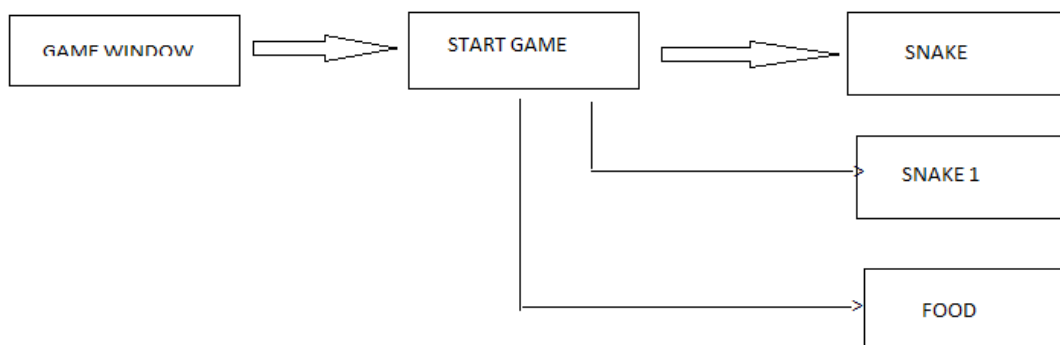 GAME WINDOW
START GAME
SNAKE
SNAKE 1
FOOD